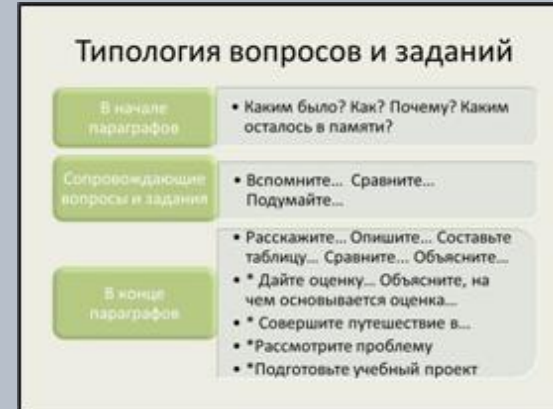 Типология вопросов и заданий
В начале
параграфов
• Каким было? Как? Почему? Каким
осталось в памяти?
Сопровождающие
вопросы и задания
• Вспомните... Сравните...
Подумайте...
В конце
параграфов
• Расскажите... Опишите... Составьте
таблицу... Сравните... Объясните...
• * Дайте оценку... Объясните, на
чем основывается оценка...
• * Совершите путешествие в...
• *Рассмотрите проблему
• *Подготовьте учебный проект